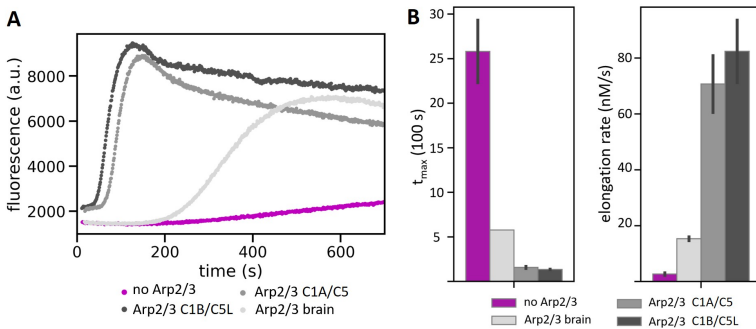 A
fluorescence (a.u.)
8000
6000
4000
2000
0 200 400 600
time (s)
no Arp2/3 Arp2/3 C1A/C5
Arp2/3 C1B/C5L Arp2/3 brain
B
t_max (100 s)
30
25
20
15
10
5
no Arp2/3
Arp2/3 brain
elongation rate (nM/s)
80
60
40
20
Arp2/3 C1A/C5
Arp2/3 C1B/C5L